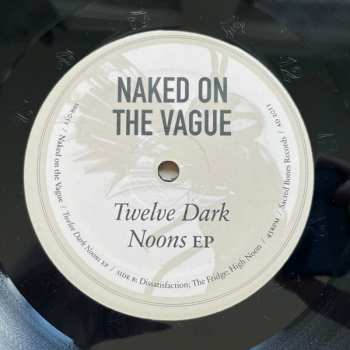 NAKED ON
THE VAGUE
Twelve Dark
Noons EP
/ Naked on the Vague / Twelve Dark Noons EP / SIDE B: Dissatisfaction; The Fridge; High Noon / 45RPM / Sacred Bones Records /